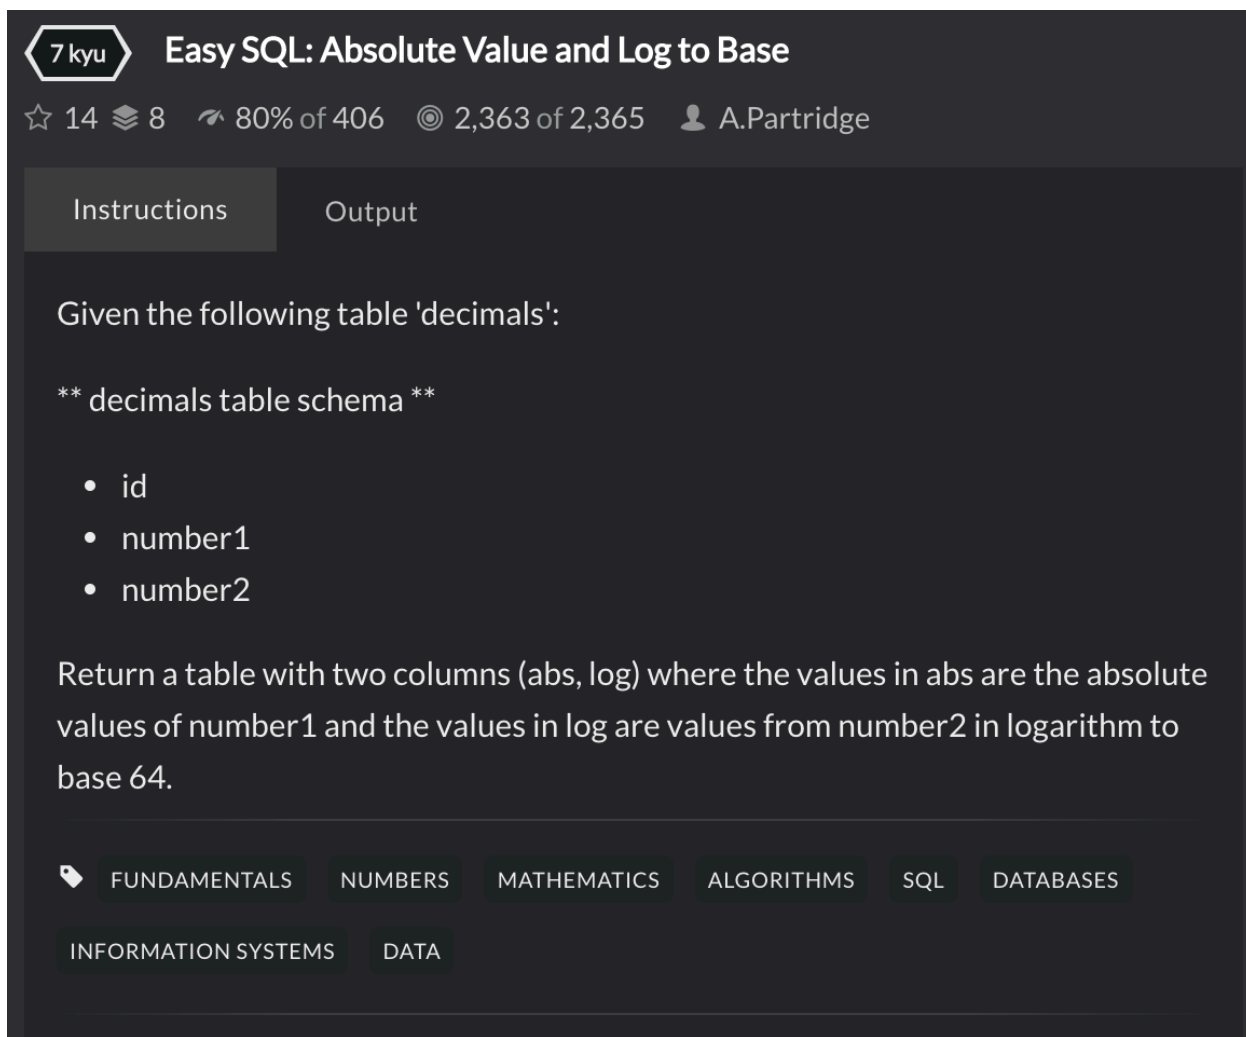 7 kyu Easy SQL: Absolute Value and Log to Base
14 8 80% of 406 2,363 of 2,365 A.Partridge
Instructions Output
Given the following table 'decimals':
** decimals table schema **
• id
• number1
• number2
Return a table with two columns (abs, log) where the values in abs are the absolute
values of number1 and the values in log are values from number2 in logarithm to
base 64.
FUNDAMENTALS NUMBERS MATHEMATICS ALGORITHMS SQL DATABASES
INFORMATION SYSTEMS DATA